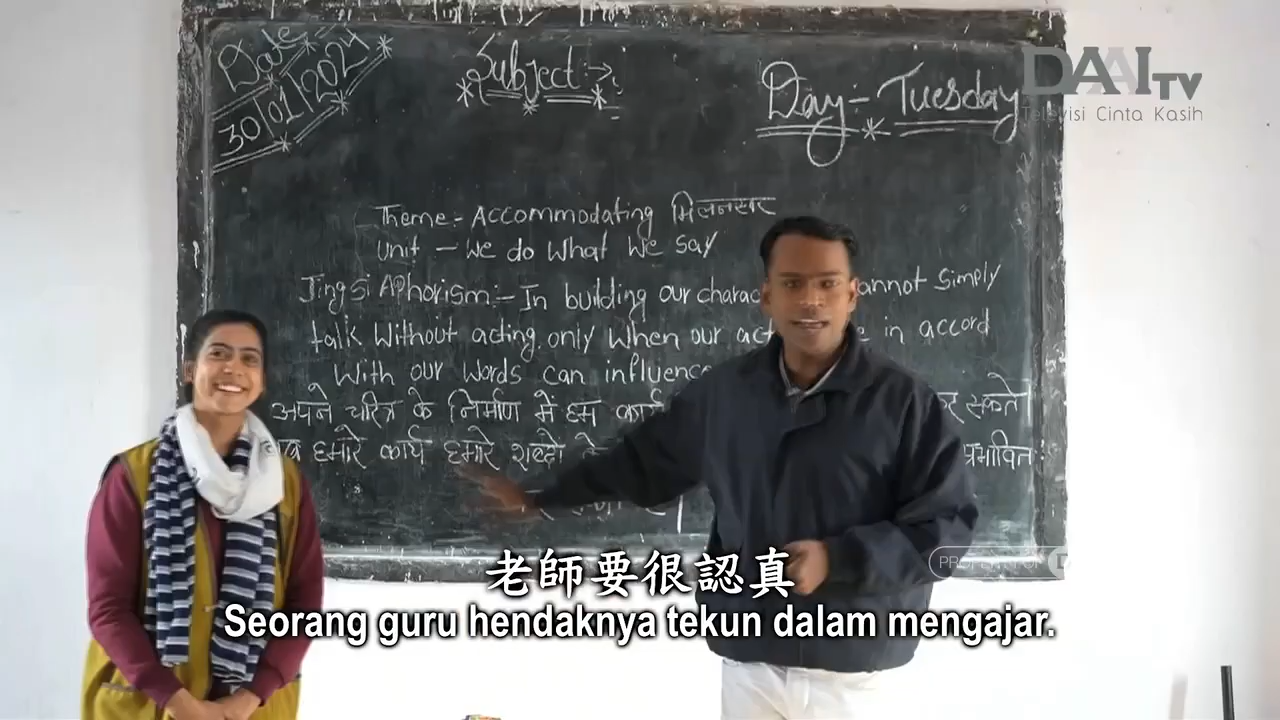 Date
30/01/2024
Subject :→
Day :- Tuesday
DAAI TV
Televisi Cinta Kasih
Theme :- Accommodating मिलनसार
Unit — We do What We Say
Jing si Aphorism :- In building our charac annot simply
talk Without acting. only When our act in accord
With our Words can influence
अपने चरित्र के निर्माण में हम कार्य कर सकते
हमारे कार्य हमारे शब्दो के प्रभावित
PROPERTY OF D
老師要很認真
Seorang guru hendaknya tekun dalam mengajar.